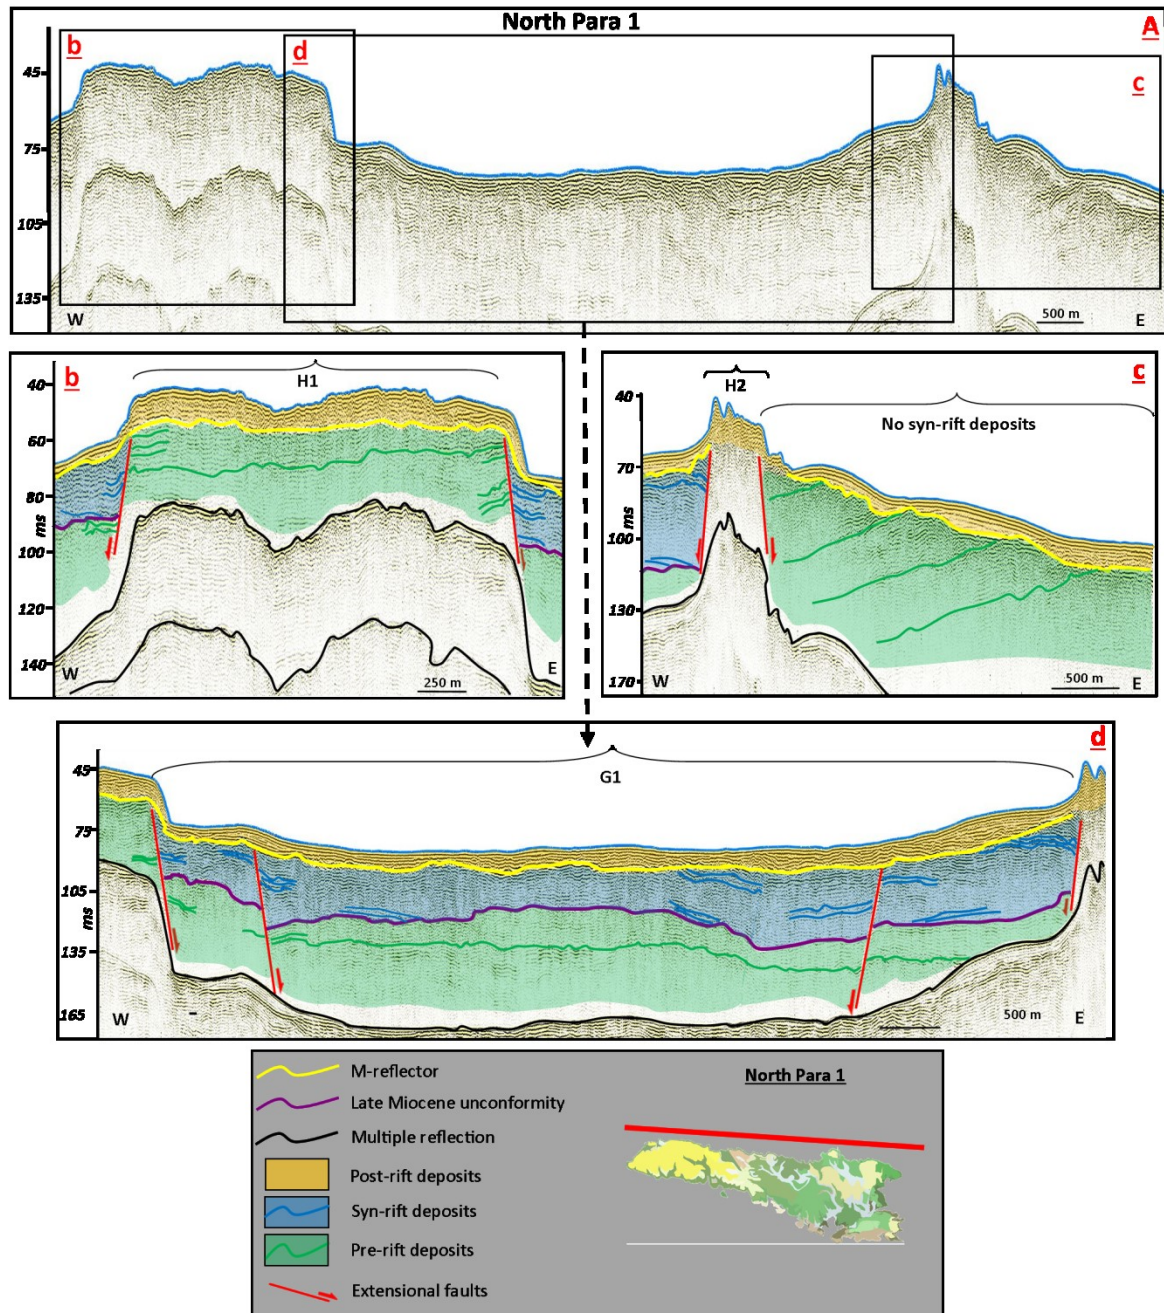 North Para 1
A
b
d
c
45
75
105
135
W
500 m
E
b
H1
40
60
80
ms
100
120
140
W
250 m
E
c
H2
No syn-rift deposits
40
70
ms
100
130
170
W
500 m
E
d
G1
45
75
105
ms
135
165
W
500 m
E
M-reflector
Late Miocene unconformity
Multiple reflection
Post-rift deposits
Syn-rift deposits
Pre-rift deposits
Extensional faults
North Para 1